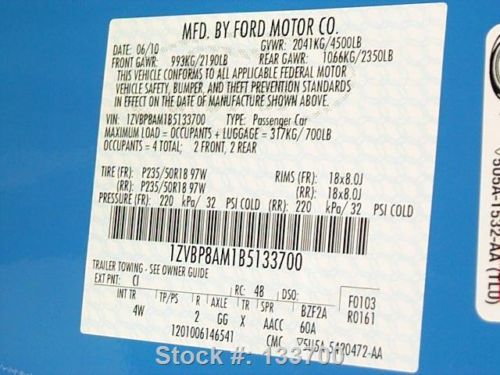 MFD. BY FORD MOTOR CO.
DATE: 06/10 GVWR: 2041KG/4500LB
FRONT GAWR: 993KG/2190LB REAR GAWR: 1066KG/2350LB
THIS VEHICLE CONFORMS TO ALL APPLICABLE FEDERAL MOTOR
VEHICLE SAFETY, BUMPER, AND THEFT PREVENTION STANDARDS
IN EFFECT ON THE DATE OF MANUFACTURE SHOWN ABOVE.
VIN: 1ZVBP8AM1B5133700 TYPE: Passenger Car
MAXIMUM LOAD = OCCUPANTS + LUGGAGE = 317KG/700LB
OCCUPANTS = 4 TOTAL: 2 FRONT, 2 REAR
TIRE (FR): P235/50R18 97W RIMS (FR): 18x8.0J
(RR): P235/50R18 97W (RR): 18x8.0J
PRESSURE (FR): 220 kPa/ 32 PSI COLD (RR): 220 kPa/ 32 PSI COLD
1ZVBP8AM1B5133700
TRAILER TOWING - SEE OWNER GUIDE
EXT PNT: CI RC: 48 DSO: F0103
INT TR TP/PS R AXLE TR SPR BZF2A R0161
4W 2 GG X AACC 60A
1201006146541 CMC
Stock #: 133700